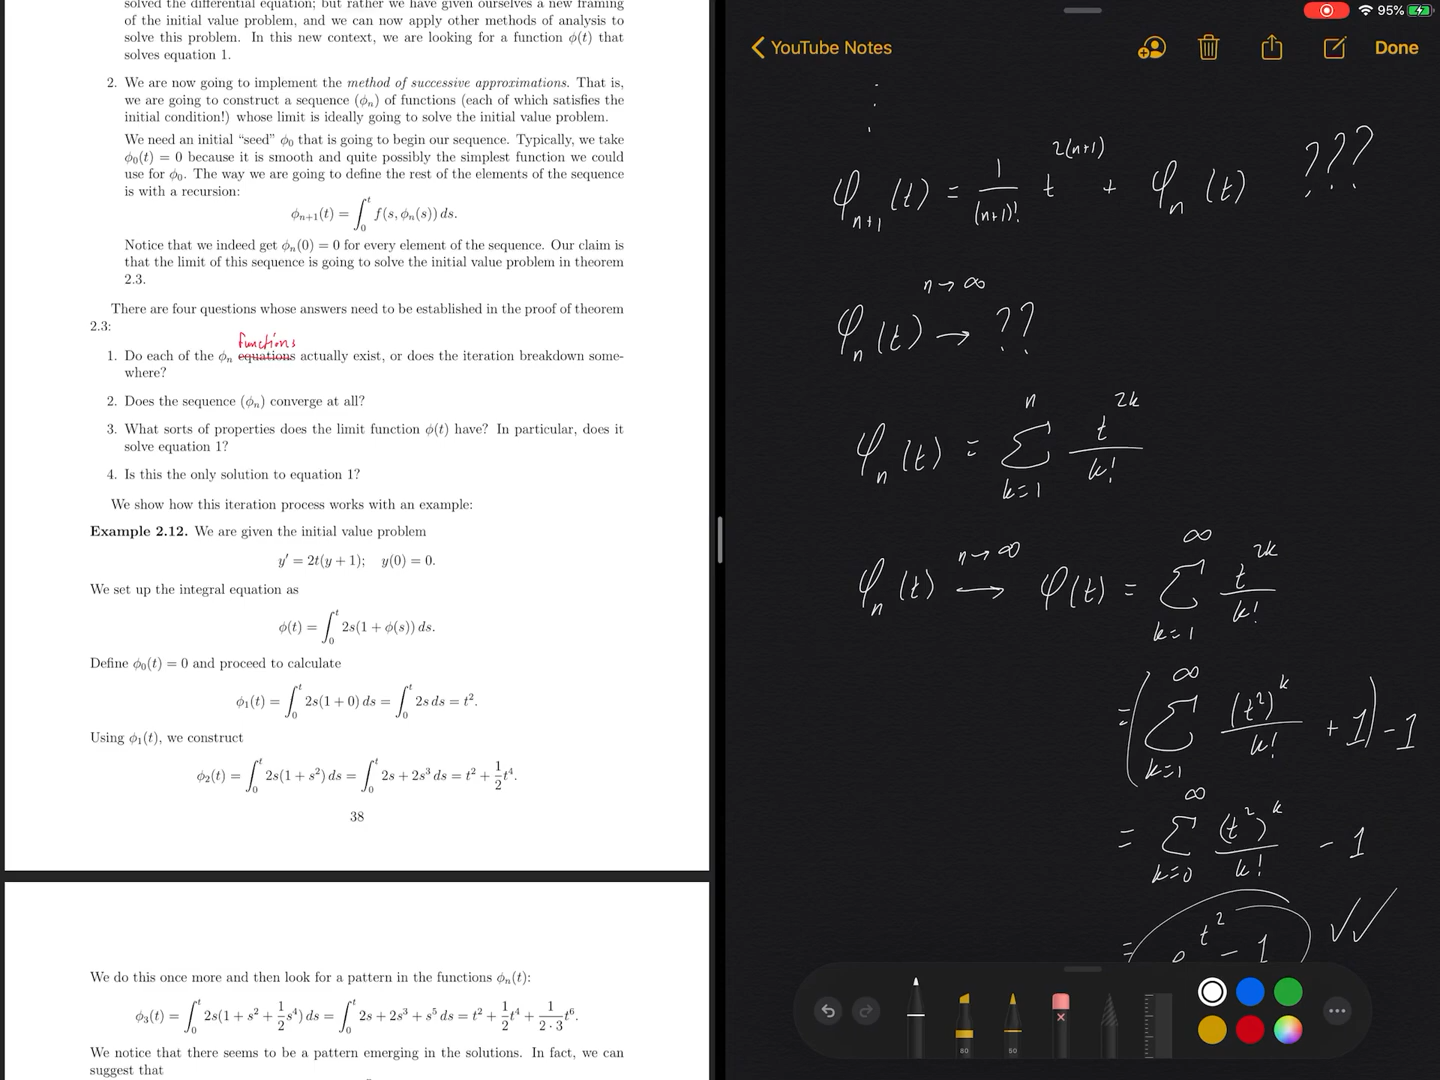 solved the differential equation; but rather we have given ourselves a new framing
of the initial value problem, and we can now apply other methods of analysis to
solve this problem. In this new context, we are looking for a function ϕ(t) that
solves equation 1.
2. We are now going to implement the method of successive approximations. That is,
we are going to construct a sequence (ϕₙ) of functions (each of which satisfies the
initial condition!) whose limit is ideally going to solve the initial value problem.
We need an initial “seed” ϕ₀ that is going to begin our sequence. Typically, we take
ϕ₀(t) = 0 because it is smooth and quite possibly the simplest function we could
use for ϕ₀. The way we are going to define the rest of the elements of the sequence
is with a recursion:
ϕₙ₊₁(t) = ∫₀ᵗ f(s, ϕₙ(s)) ds.
Notice that we indeed get ϕₙ(0) = 0 for every element of the sequence. Our claim is
that the limit of this sequence is going to solve the initial value problem in theorem
2.3.
There are four questions whose answers need to be established in the proof of theorem
2.3:
functions
1. Do each of the ϕₙ equations actually exist, or does the iteration breakdown some-
where?
2. Does the sequence (ϕₙ) converge at all?
3. What sorts of properties does the limit function ϕ(t) have? In particular, does it
solve equation 1?
4. Is this the only solution to equation 1?
We show how this iteration process works with an example:
Example 2.12. We are given the initial value problem
y′ = 2t(y + 1); y(0) = 0.
We set up the integral equation as
ϕ(t) = ∫₀ᵗ 2s(1 + ϕ(s)) ds.
Define ϕ₀(t) = 0 and proceed to calculate
ϕ₁(t) = ∫₀ᵗ 2s(1 + 0) ds = ∫₀ᵗ 2s ds = t².
Using ϕ₁(t), we construct
ϕ₂(t) = ∫₀ᵗ 2s(1 + s²) ds = ∫₀ᵗ 2s + 2s³ ds = t² + 1/2 t⁴.
38
We do this once more and then look for a pattern in the functions ϕₙ(t):
ϕ₃(t) = ∫₀ᵗ 2s(1 + s² + 1/2 s⁴) ds = ∫₀ᵗ 2s + 2s³ + s⁵ ds = t² + 1/2 t⁴ + 1/(2 · 3) t⁶.
We notice that there seems to be a pattern emerging in the solutions. In fact, we can
suggest that
95%
YouTube Notes
Done
φₙ₊₁(t) = 1/(n+1)! t^2(n+1) + φₙ(t) ???
n→∞
φₙ(t) → ??
φₙ(t) = Σ_{k=1}^{n} t^{2k}/k!
φₙ(t) →^{n→∞} φ(t) = Σ_{k=1}^{∞} t^{2k}/k!
= (Σ_{k=1}^{∞} (t²)^k/k! + 1) - 1
= Σ_{k=0}^{∞} (t²)^k/k! - 1
= e^{t²} - 1
80
50